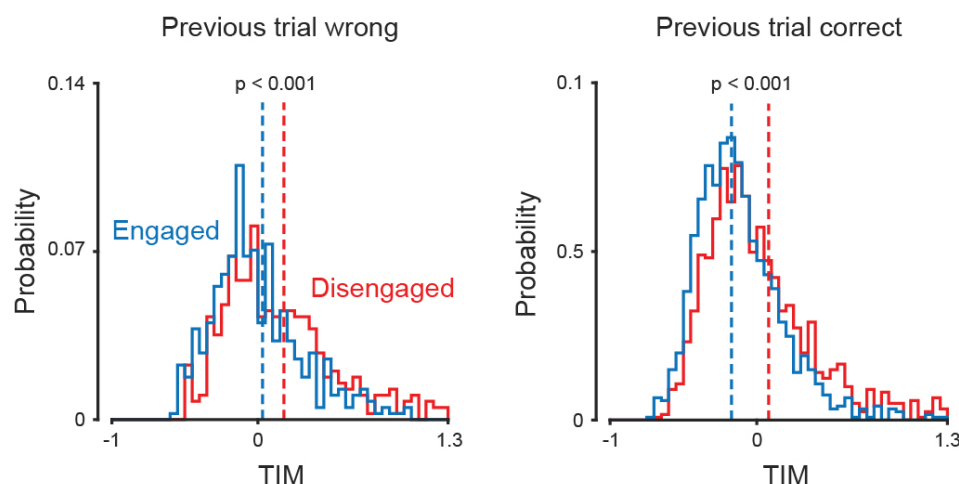 Previous trial wrong
p < 0.001
0.14
0.07
0
Probability
Engaged
Disengaged
-1
0
1.3
TIM
Previous trial correct
p < 0.001
0.1
0.5
0
Probability
-1
0
1.3
TIM